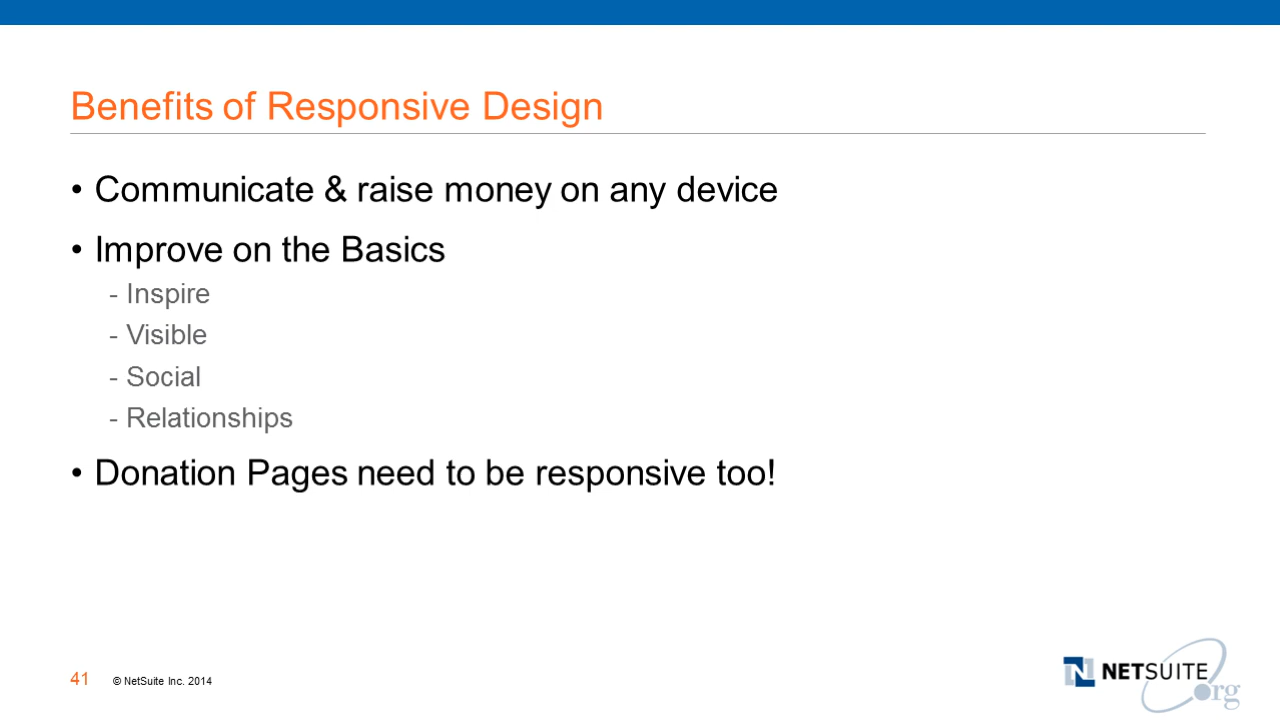 Benefits of Responsive Design
• Communicate & raise money on any device
• Improve on the Basics
- Inspire
- Visible
- Social
- Relationships
• Donation Pages need to be responsive too!
41 © NetSuite Inc. 2014
N NETSUITE.org